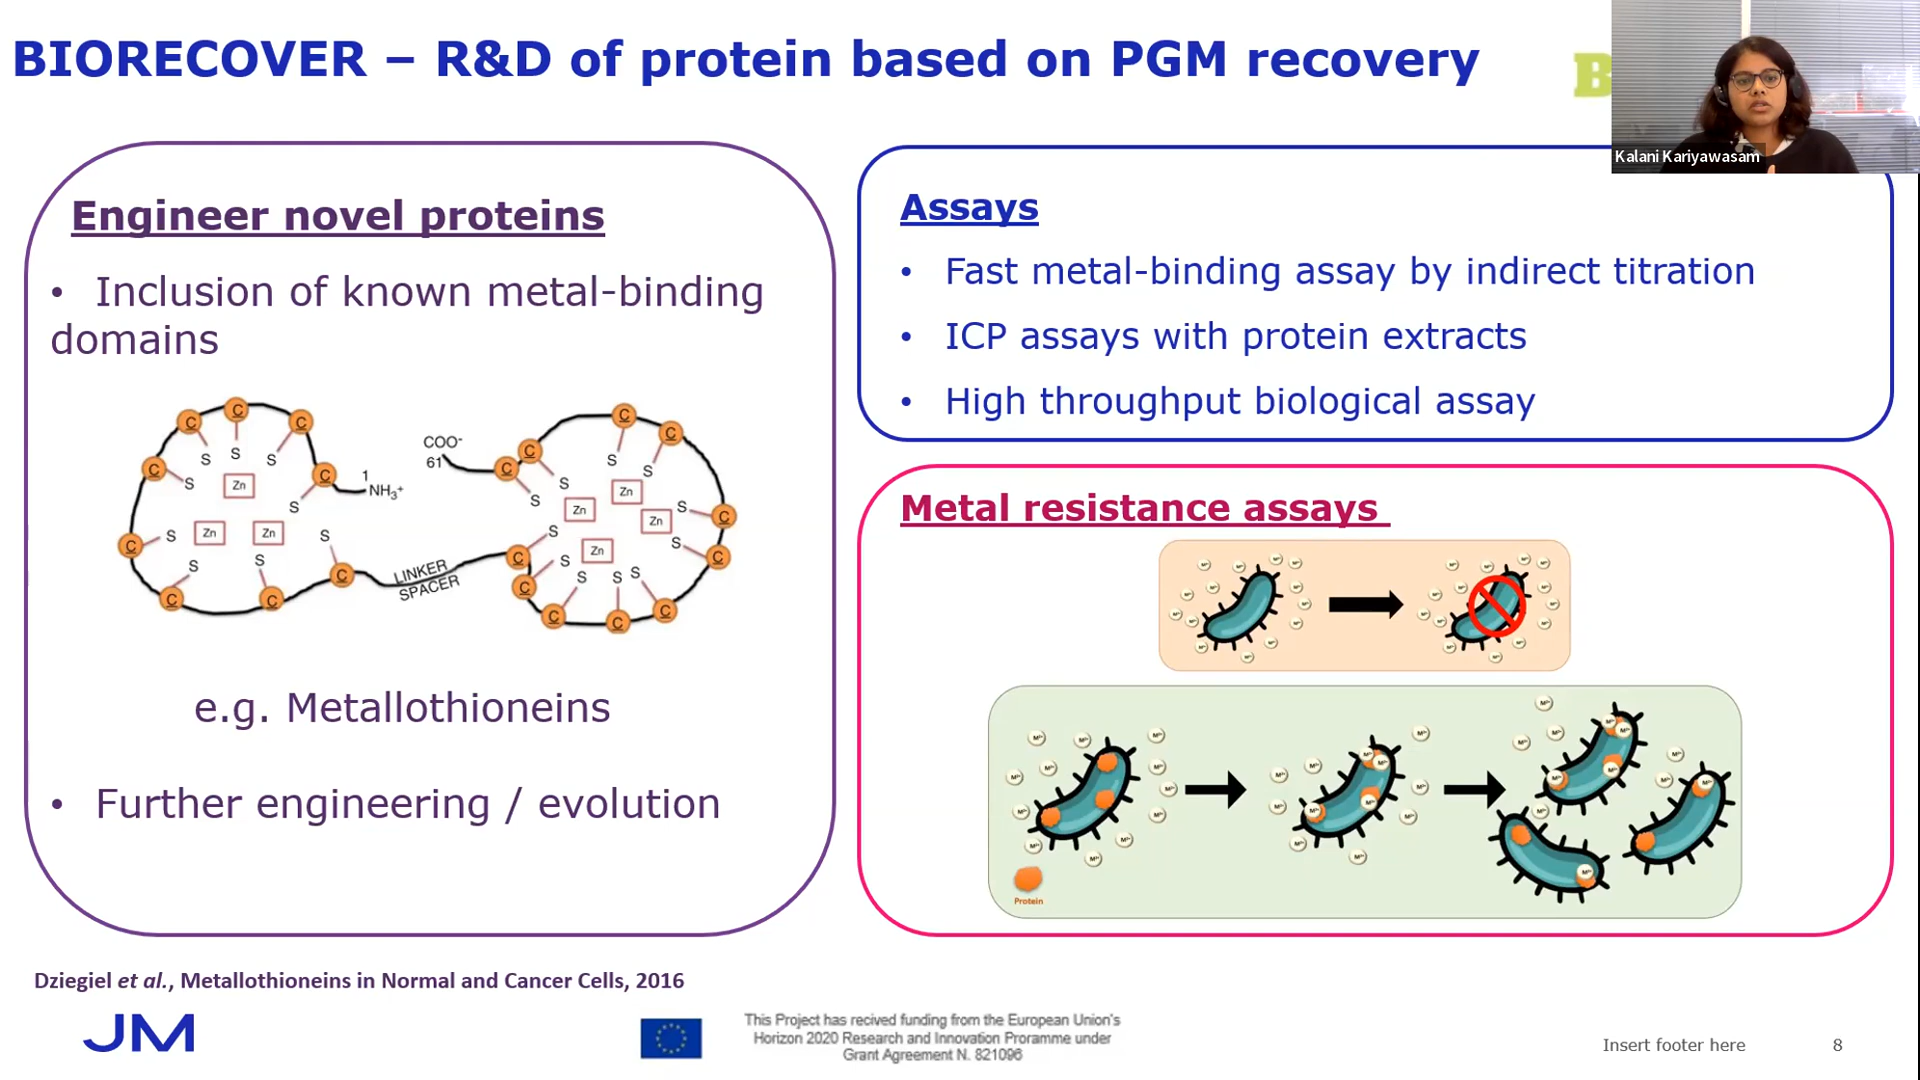 BIORECOVER – R&D of protein based on PGM recovery
B
Kalani Kariyawasam
Engineer novel proteins
• Inclusion of known metal-binding
domains
C C C C C C C C C
S S S S S S S S S
Zn Zn Zn
1
NH₃⁺
LINKER
SPACER
COO⁻
61
C C C C C C C C C C C
S S S S S S S S S S S
Zn Zn Zn Zn
e.g. Metallothioneins
• Further engineering / evolution
Assays
• Fast metal-binding assay by indirect titration
• ICP assays with protein extracts
• High throughput biological assay
Metal resistance assays
Protein
Dziegiel et al., Metallothioneins in Normal and Cancer Cells, 2016
JM
This Project has recived funding from the European Union's
Horizon 2020 Research and Innovation Proramme under
Grant Agreement N. 821096
Insert footer here
8